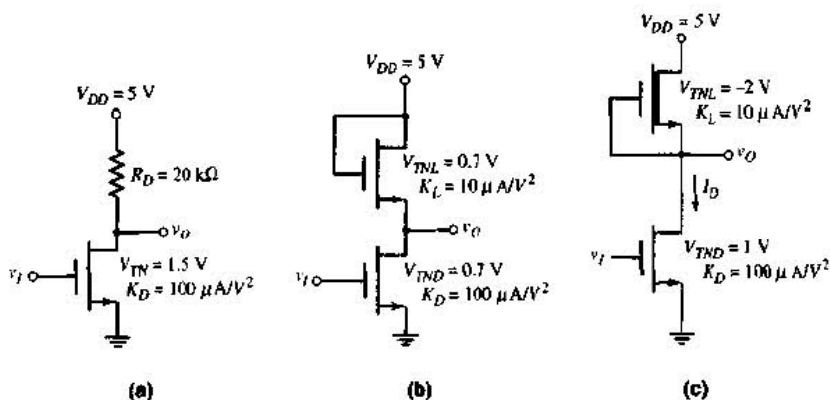 V_DD = 5 V
R_D = 20 kΩ
v_O
v_I
V_TN = 1.5 V
K_D = 100 μA/V²
(a)
V_DD = 5 V
V_TNL = 0.7 V
K_L = 10 μA/V²
v_O
v_I
V_TND = 0.7 V
K_D = 100 μA/V²
(b)
V_DD = 5 V
V_TNL = –2 V
K_L = 10 μA/V²
v_O
I_D
v_I
V_TND = 1 V
K_D = 100 μA/V²
(c)